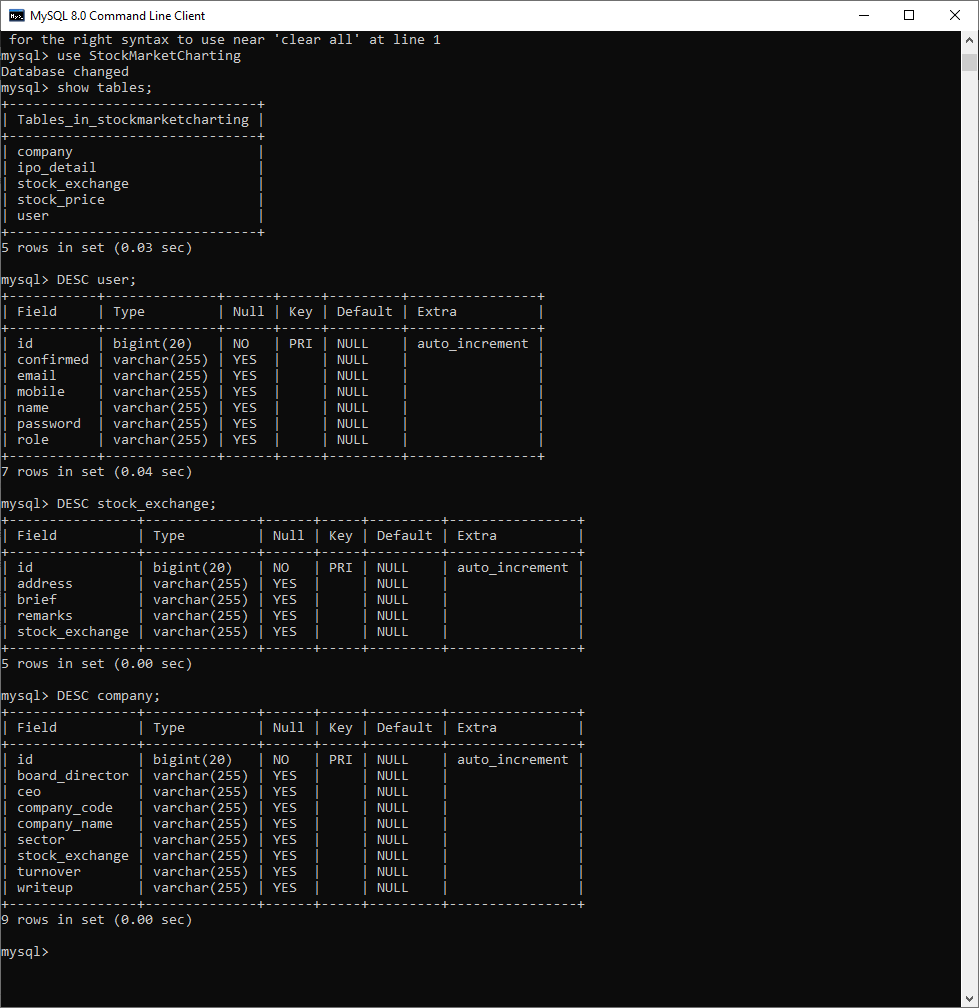 MySQL 8.0 Command Line Client
 for the right syntax to use near 'clear all' at line 1
mysql> use StockMarketCharting
Database changed
mysql> show tables;
+------------------------------+
| Tables_in_stockmarketcharting |
+------------------------------+
| company                       |
| ipo_detail                    |
| stock_exchange                |
| stock_price                   |
| user                          |
+------------------------------+
5 rows in set (0.03 sec)

mysql> DESC user;
+-----------+--------------+------+-----+---------+----------------+
| Field     | Type         | Null | Key | Default | Extra          |
+-----------+--------------+------+-----+---------+----------------+
| id        | bigint(20)   | NO   | PRI | NULL    | auto_increment |
| confirmed | varchar(255) | YES  |     | NULL    |                |
| email     | varchar(255) | YES  |     | NULL    |                |
| mobile    | varchar(255) | YES  |     | NULL    |                |
| name      | varchar(255) | YES  |     | NULL    |                |
| password  | varchar(255) | YES  |     | NULL    |                |
| role      | varchar(255) | YES  |     | NULL    |                |
+-----------+--------------+------+-----+---------+----------------+
7 rows in set (0.04 sec)

mysql> DESC stock_exchange;
+----------------+--------------+------+-----+---------+----------------+
| Field          | Type         | Null | Key | Default | Extra          |
+----------------+--------------+------+-----+---------+----------------+
| id             | bigint(20)   | NO   | PRI | NULL    | auto_increment |
| address        | varchar(255) | YES  |     | NULL    |                |
| brief          | varchar(255) | YES  |     | NULL    |                |
| remarks        | varchar(255) | YES  |     | NULL    |                |
| stock_exchange | varchar(255) | YES  |     | NULL    |                |
+----------------+--------------+------+-----+---------+----------------+
5 rows in set (0.00 sec)

mysql> DESC company;
+----------------+--------------+------+-----+---------+----------------+
| Field          | Type         | Null | Key | Default | Extra          |
+----------------+--------------+------+-----+---------+----------------+
| id             | bigint(20)   | NO   | PRI | NULL    | auto_increment |
| board_director | varchar(255) | YES  |     | NULL    |                |
| ceo            | varchar(255) | YES  |     | NULL    |                |
| company_code   | varchar(255) | YES  |     | NULL    |                |
| company_name   | varchar(255) | YES  |     | NULL    |                |
| sector         | varchar(255) | YES  |     | NULL    |                |
| stock_exchange | varchar(255) | YES  |     | NULL    |                |
| turnover       | varchar(255) | YES  |     | NULL    |                |
| writeup        | varchar(255) | YES  |     | NULL    |                |
+----------------+--------------+------+-----+---------+----------------+
9 rows in set (0.00 sec)

mysql>